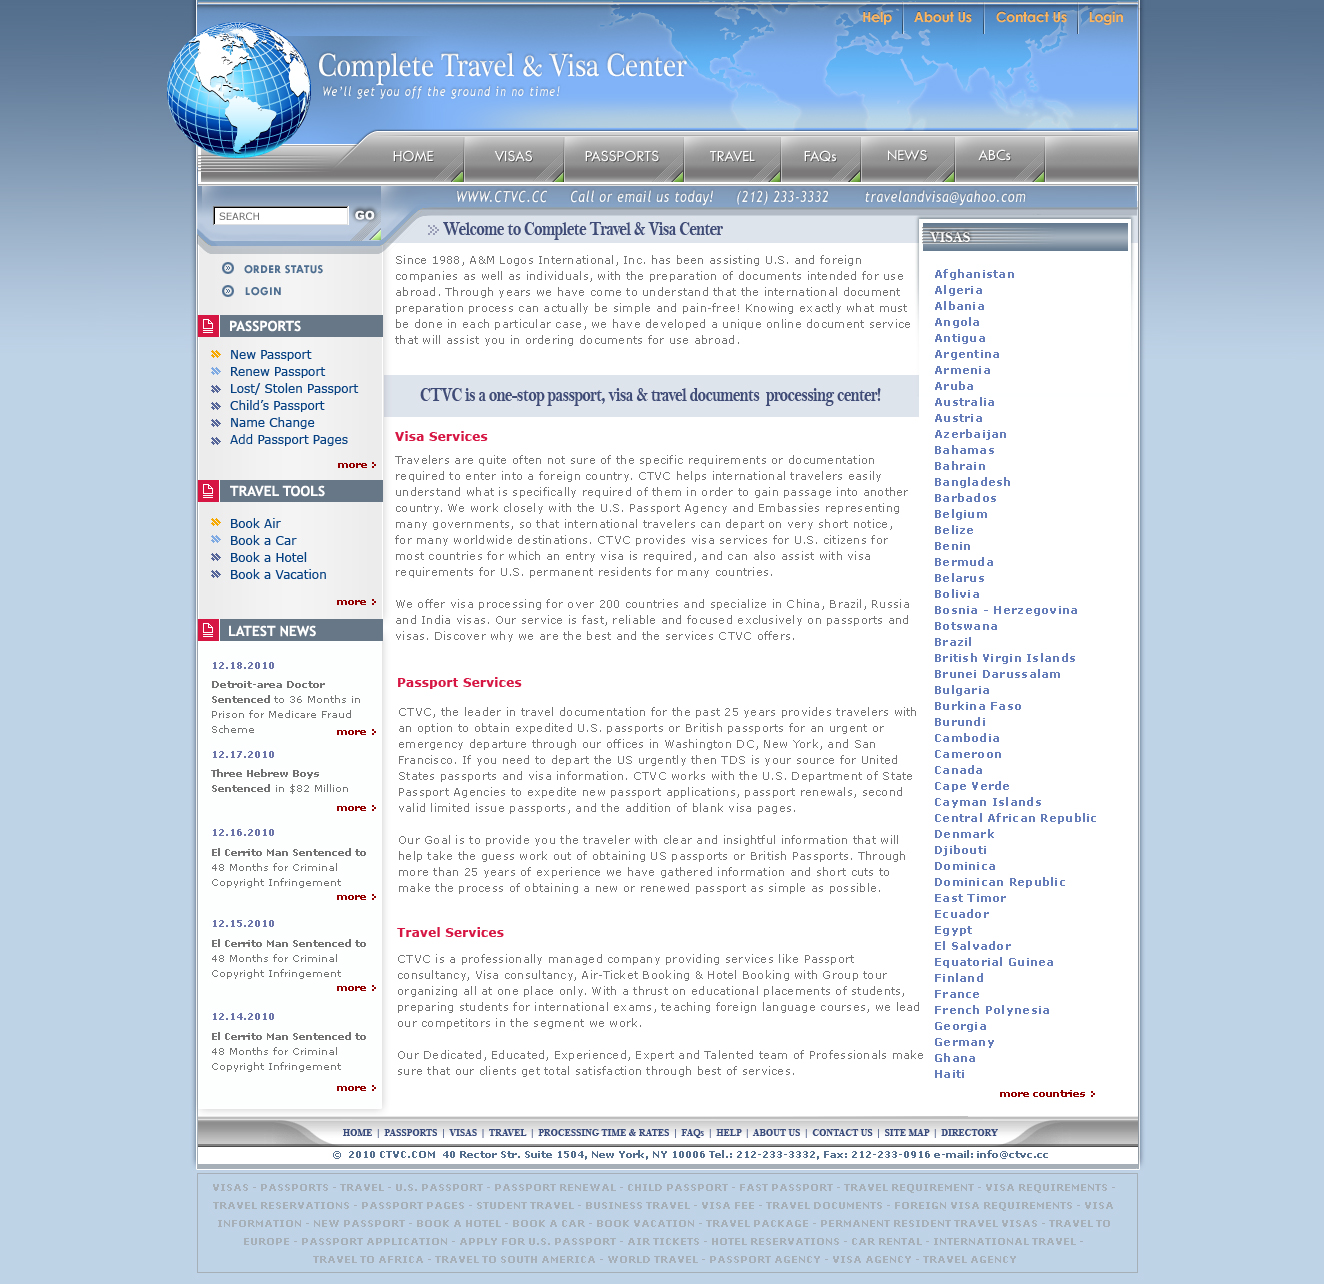 Help About Us Contact Us Login
Complete Travel & Visa Center
We'll get you off the ground in no time!
HOME VISAS PASSPORTS TRAVEL FAQs NEWS ABCs
WWW.CTVC.CC Call or email us today! (212) 233-3332 travelandvisa@yahoo.com
SEARCH GO
ORDER STATUS
LOGIN
PASSPORTS
New Passport
Renew Passport
Lost/ Stolen Passport
Child's Passport
Name Change
Add Passport Pages
more
TRAVEL TOOLS
Book Air
Book a Car
Book a Hotel
Book a Vacation
more
LATEST NEWS
12.18.2010
Detroit-area Doctor
Sentenced to 36 Months in
Prison for Medicare Fraud
Scheme
more
12.17.2010
Three Hebrew Boys
Sentenced in $82 Million
more
12.16.2010
El Cerrito Man Sentenced to
48 Months for Criminal
Copyright Infringement
more
12.15.2010
El Cerrito Man Sentenced to
48 Months for Criminal
Copyright Infringement
more
12.14.2010
El Cerrito Man Sentenced to
48 Months for Criminal
Copyright Infringement
more
Welcome to Complete Travel & Visa Center
Since 1988, A&M Logos International, Inc. has been assisting U.S. and foreign
companies as well as individuals, with the preparation of documents intended for use
abroad. Through years we have come to understand that the international document
preparation process can actually be simple and pain-free! Knowing exactly what must
be done in each particular case, we have developed a unique online document service
that will assist you in ordering documents for use abroad.
CTVC is a one-stop passport, visa & travel documents processing center!
Visa Services
Travelers are quite often not sure of the specific requirements or documentation
required to enter into a foreign country. CTVC helps international travelers easily
understand what is specifically required of them in order to gain passage into another
country. We work closely with the U.S. Passport Agency and Embassies representing
many governments, so that international travelers can depart on very short notice,
for many worldwide destinations. CTVC provides visa services for U.S. citizens for
most countries for which an entry visa is required, and can also assist with visa
requirements for U.S. permanent residents for many countries.
We offer visa processing for over 200 countries and specialize in China, Brazil, Russia
and India visas. Our service is fast, reliable and focused exclusively on passports and
visas. Discover why we are the best and the services CTVC offers.
Passport Services
CTVC, the leader in travel documentation for the past 25 years provides travelers with
an option to obtain expedited U.S. passports or British passports for an urgent or
emergency departure through our offices in Washington DC, New York, and San
Francisco. If you need to depart the US urgently then TDS is your source for United
States passports and visa information. CTVC works with the U.S. Department of State
Passport Agencies to expedite new passport applications, passport renewals, second
valid limited issue passports, and the addition of blank visa pages.
Our Goal is to provide you the traveler with clear and insightful information that will
help take the guess work out of obtaining US passports or British Passports. Through
more than 25 years of experience we have gathered information and short cuts to
make the process of obtaining a new or renewed passport as simple as possible.
Travel Services
CTVC is a professionally managed company providing services like Passport
consultancy, Visa consultancy, Air-Ticket Booking & Hotel Booking with Group tour
organizing all at one place only. With a thrust on educational placements of students,
preparing students for international exams, teaching foreign language courses, we lead
our competitors in the segment we work.
Our Dedicated, Educated, Experienced, Expert and Talented team of Professionals make
sure that our clients get total satisfaction through best of services.
VISAS
Afghanistan
Algeria
Albania
Angola
Antigua
Argentina
Armenia
Aruba
Australia
Austria
Azerbaijan
Bahamas
Bahrain
Bangladesh
Barbados
Belgium
Belize
Benin
Bermuda
Belarus
Bolivia
Bosnia - Herzegovina
Botswana
Brazil
British Virgin Islands
Brunei Darussalam
Bulgaria
Burkina Faso
Burundi
Cambodia
Cameroon
Canada
Cape Verde
Cayman Islands
Central African Republic
Denmark
Djibouti
Dominica
Dominican Republic
East Timor
Ecuador
Egypt
El Salvador
Equatorial Guinea
Finland
France
French Polynesia
Georgia
Germany
Ghana
Haiti
more countries
HOME | PASSPORTS | VISAS | TRAVEL | PROCESSING TIME & RATES | FAQs | HELP | ABOUT US | CONTACT US | SITE MAP | DIRECTORY
© 2010 CTVC.COM 40 Rector Str. Suite 1504, New York, NY 10006 Tel.: 212-233-3332, Fax: 212-233-0916 e-mail: info@ctvc.cc
VISAS - PASSPORTS - TRAVEL - U.S. PASSPORT - PASSPORT RENEWAL - CHILD PASSPORT - FAST PASSPORT - TRAVEL REQUIREMENT - VISA REQUIREMENTS -
TRAVEL RESERVATIONS - PASSPORT PAGES - STUDENT TRAVEL - BUSINESS TRAVEL - VISA FEE - TRAVEL DOCUMENTS - FOREIGN VISA REQUIREMENTS - VISA
INFORMATION - NEW PASSPORT - BOOK A HOTEL - BOOK A CAR - BOOK VACATION - TRAVEL PACKAGE - PERMANENT RESIDENT TRAVEL VISAS - TRAVEL TO
EUROPE - PASSPORT APPLICATION - APPLY FOR U.S. PASSPORT - AIR TICKETS - HOTEL RESERVATIONS - CAR RENTAL - INTERNATIONAL TRAVEL -
TRAVEL TO AFRICA - TRAVEL TO SOUTH AMERICA - WORLD TRAVEL - PASSPORT AGENCY - VISA AGENCY - TRAVEL AGENCY